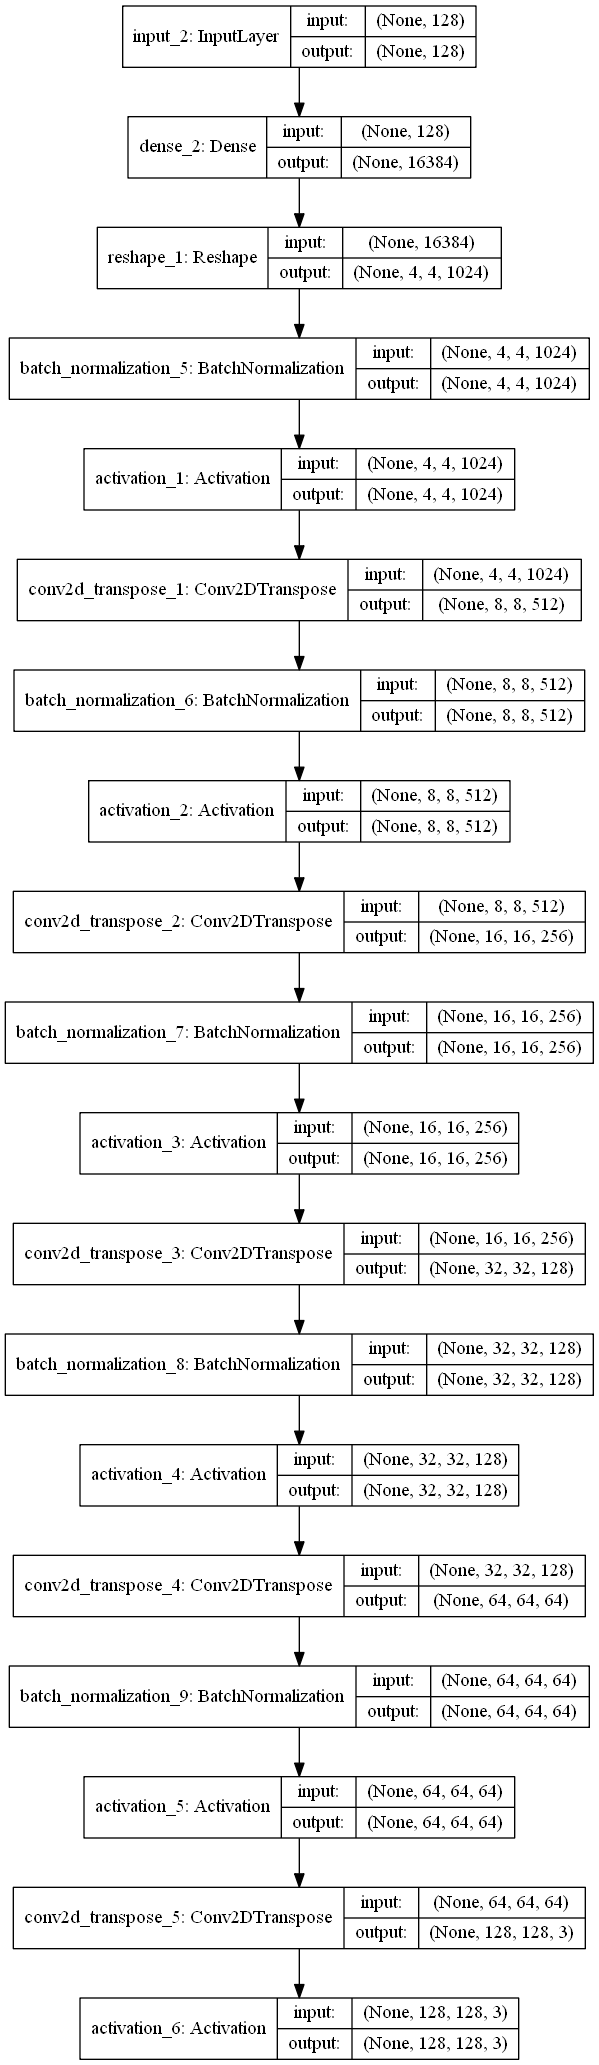 input_2: InputLayer
input: (None, 128)
output: (None, 128)
dense_2: Dense
input: (None, 128)
output: (None, 16384)
reshape_1: Reshape
input: (None, 16384)
output: (None, 4, 4, 1024)
batch_normalization_5: BatchNormalization
input: (None, 4, 4, 1024)
output: (None, 4, 4, 1024)
activation_1: Activation
input: (None, 4, 4, 1024)
output: (None, 4, 4, 1024)
conv2d_transpose_1: Conv2DTranspose
input: (None, 4, 4, 1024)
output: (None, 8, 8, 512)
batch_normalization_6: BatchNormalization
input: (None, 8, 8, 512)
output: (None, 8, 8, 512)
activation_2: Activation
input: (None, 8, 8, 512)
output: (None, 8, 8, 512)
conv2d_transpose_2: Conv2DTranspose
input: (None, 8, 8, 512)
output: (None, 16, 16, 256)
batch_normalization_7: BatchNormalization
input: (None, 16, 16, 256)
output: (None, 16, 16, 256)
activation_3: Activation
input: (None, 16, 16, 256)
output: (None, 16, 16, 256)
conv2d_transpose_3: Conv2DTranspose
input: (None, 16, 16, 256)
output: (None, 32, 32, 128)
batch_normalization_8: BatchNormalization
input: (None, 32, 32, 128)
output: (None, 32, 32, 128)
activation_4: Activation
input: (None, 32, 32, 128)
output: (None, 32, 32, 128)
conv2d_transpose_4: Conv2DTranspose
input: (None, 32, 32, 128)
output: (None, 64, 64, 64)
batch_normalization_9: BatchNormalization
input: (None, 64, 64, 64)
output: (None, 64, 64, 64)
activation_5: Activation
input: (None, 64, 64, 64)
output: (None, 64, 64, 64)
conv2d_transpose_5: Conv2DTranspose
input: (None, 64, 64, 64)
output: (None, 128, 128, 3)
activation_6: Activation
input: (None, 128, 128, 3)
output: (None, 128, 128, 3)